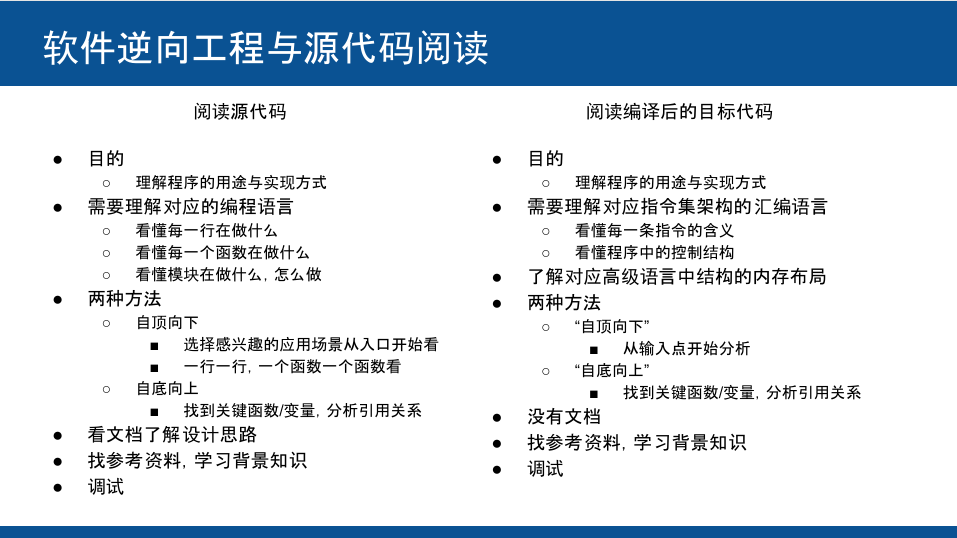 软件逆向工程与源代码阅读
阅读源代码
● 目的
○ 理解程序的用途与实现方式
● 需要理解对应的编程语言
○ 看懂每一行在做什么
○ 看懂每一个函数在做什么
○ 看懂模块在做什么, 怎么做
● 两种方法
○ 自顶向下
■ 选择感兴趣的应用场景从入口开始看
■ 一行一行, 一个函数一个函数看
○ 自底向上
■ 找到关键函数/变量, 分析引用关系
● 看文档了解设计思路
● 找参考资料, 学习背景知识
● 调试
阅读编译后的目标代码
● 目的
○ 理解程序的用途与实现方式
● 需要理解对应指令集架构的汇编语言
○ 看懂每一条指令的含义
○ 看懂程序中的控制结构
● 了解对应高级语言中结构的内存布局
● 两种方法
○ “自顶向下”
■ 从输入点开始分析
○ “自底向上”
■ 找到关键函数/变量, 分析引用关系
● 没有文档
● 找参考资料, 学习背景知识
● 调试